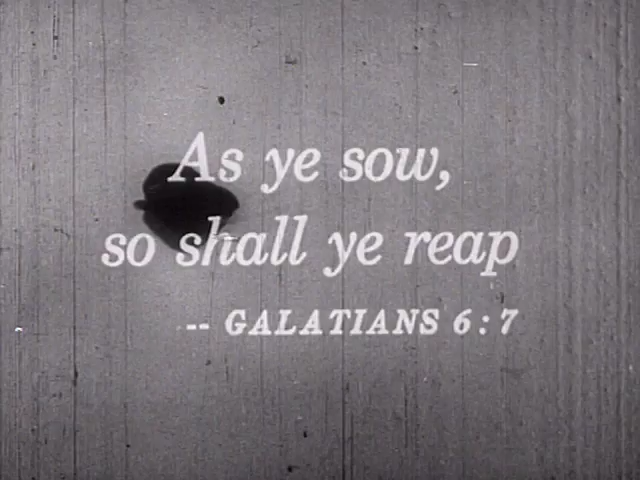 As ye sow,
so shall ye reap
-- GALATIANS 6:7